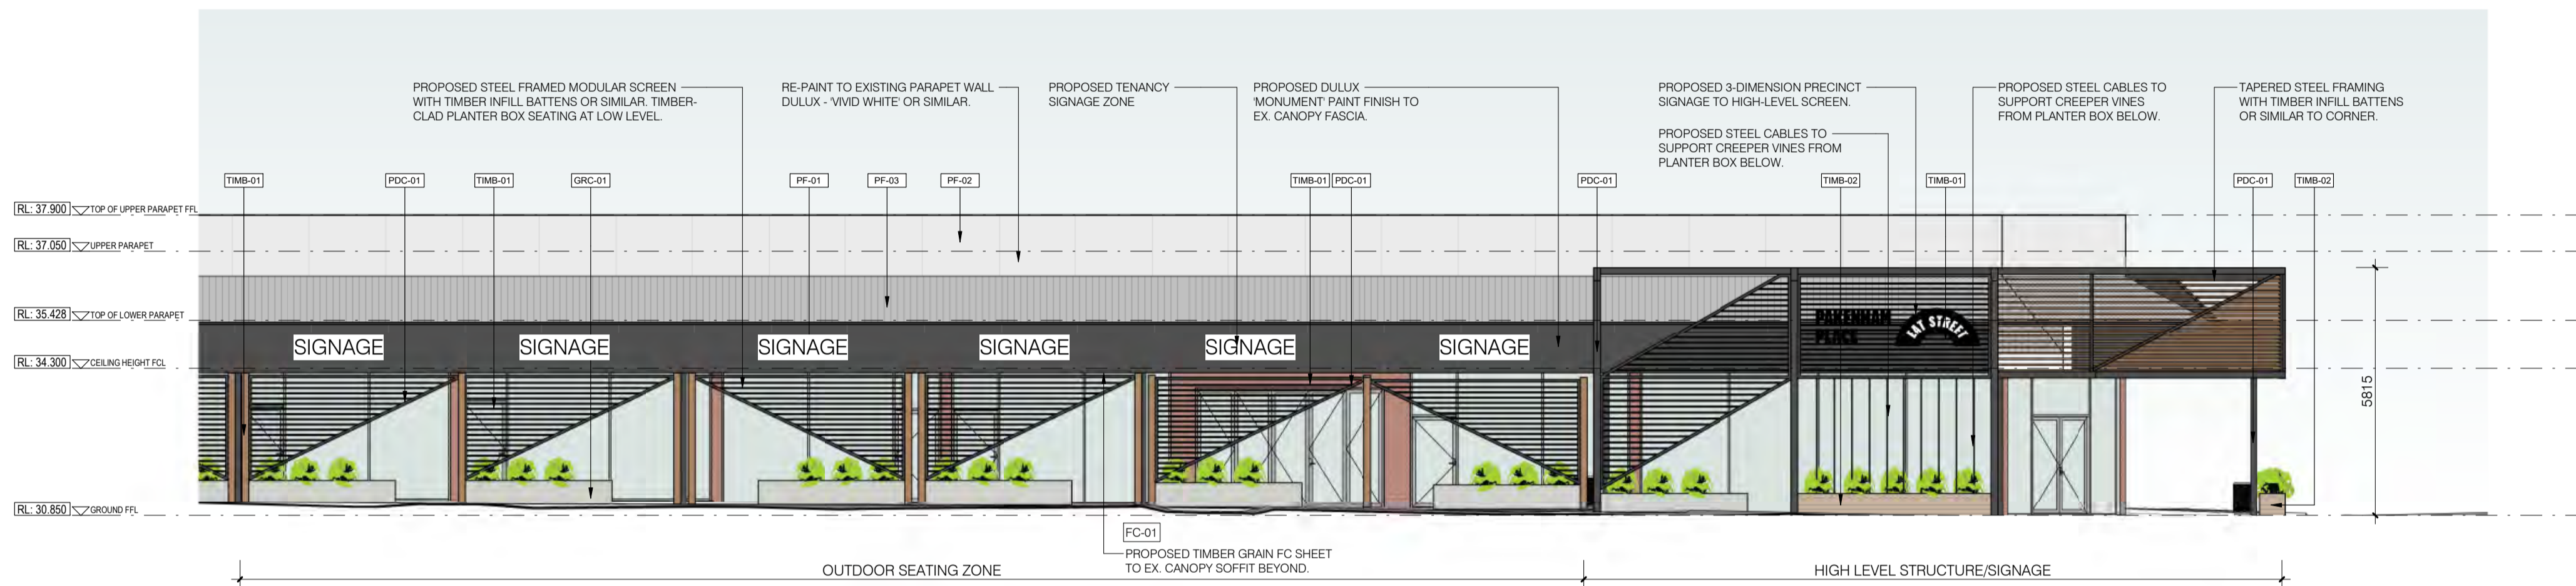 PROPOSED STEEL FRAMED MODULAR SCREEN
WITH TIMBER INFILL BATTENS OR SIMILAR. TIMBER-
CLAD PLANTER BOX SEATING AT LOW LEVEL.
RE-PAINT TO EXISTING PARAPET WALL
DULUX - 'VIVID WHITE' OR SIMILAR.
PROPOSED TENANCY
SIGNAGE ZONE
PROPOSED DULUX
'MONUMENT' PAINT FINISH TO
EX. CANOPY FASCIA.
PROPOSED 3-DIMENSION PRECINCT
SIGNAGE TO HIGH-LEVEL SCREEN.
PROPOSED STEEL CABLES TO
SUPPORT CREEPER VINES FROM
PLANTER BOX BELOW.
PROPOSED STEEL CABLES TO
SUPPORT CREEPER VINES
FROM PLANTER BOX BELOW.
TAPERED STEEL FRAMING
WITH TIMBER INFILL BATTENS
OR SIMILAR TO CORNER.
TIMB-01
PDC-01
TIMB-01
GRC-01
PF-01
PF-03
PF-02
TIMB-01
PDC-01
PDC-01
TIMB-02
TIMB-01
PDC-01
TIMB-02
RL: 37.900 TOP OF UPPER PARAPET FFL
RL: 37.050 UPPER PARAPET
RL: 35.428 TOP OF LOWER PARAPET
RL: 34.300 CEILING HEIGHT FCL
RL: 30.850 GROUND FFL
SIGNAGE
SIGNAGE
SIGNAGE
SIGNAGE
SIGNAGE
SIGNAGE
PAKENHAM
PLACE
EAT STREET
5815
FC-01
PROPOSED TIMBER GRAIN FC SHEET
TO EX. CANOPY SOFFIT BEYOND.
OUTDOOR SEATING ZONE
HIGH LEVEL STRUCTURE/SIGNAGE